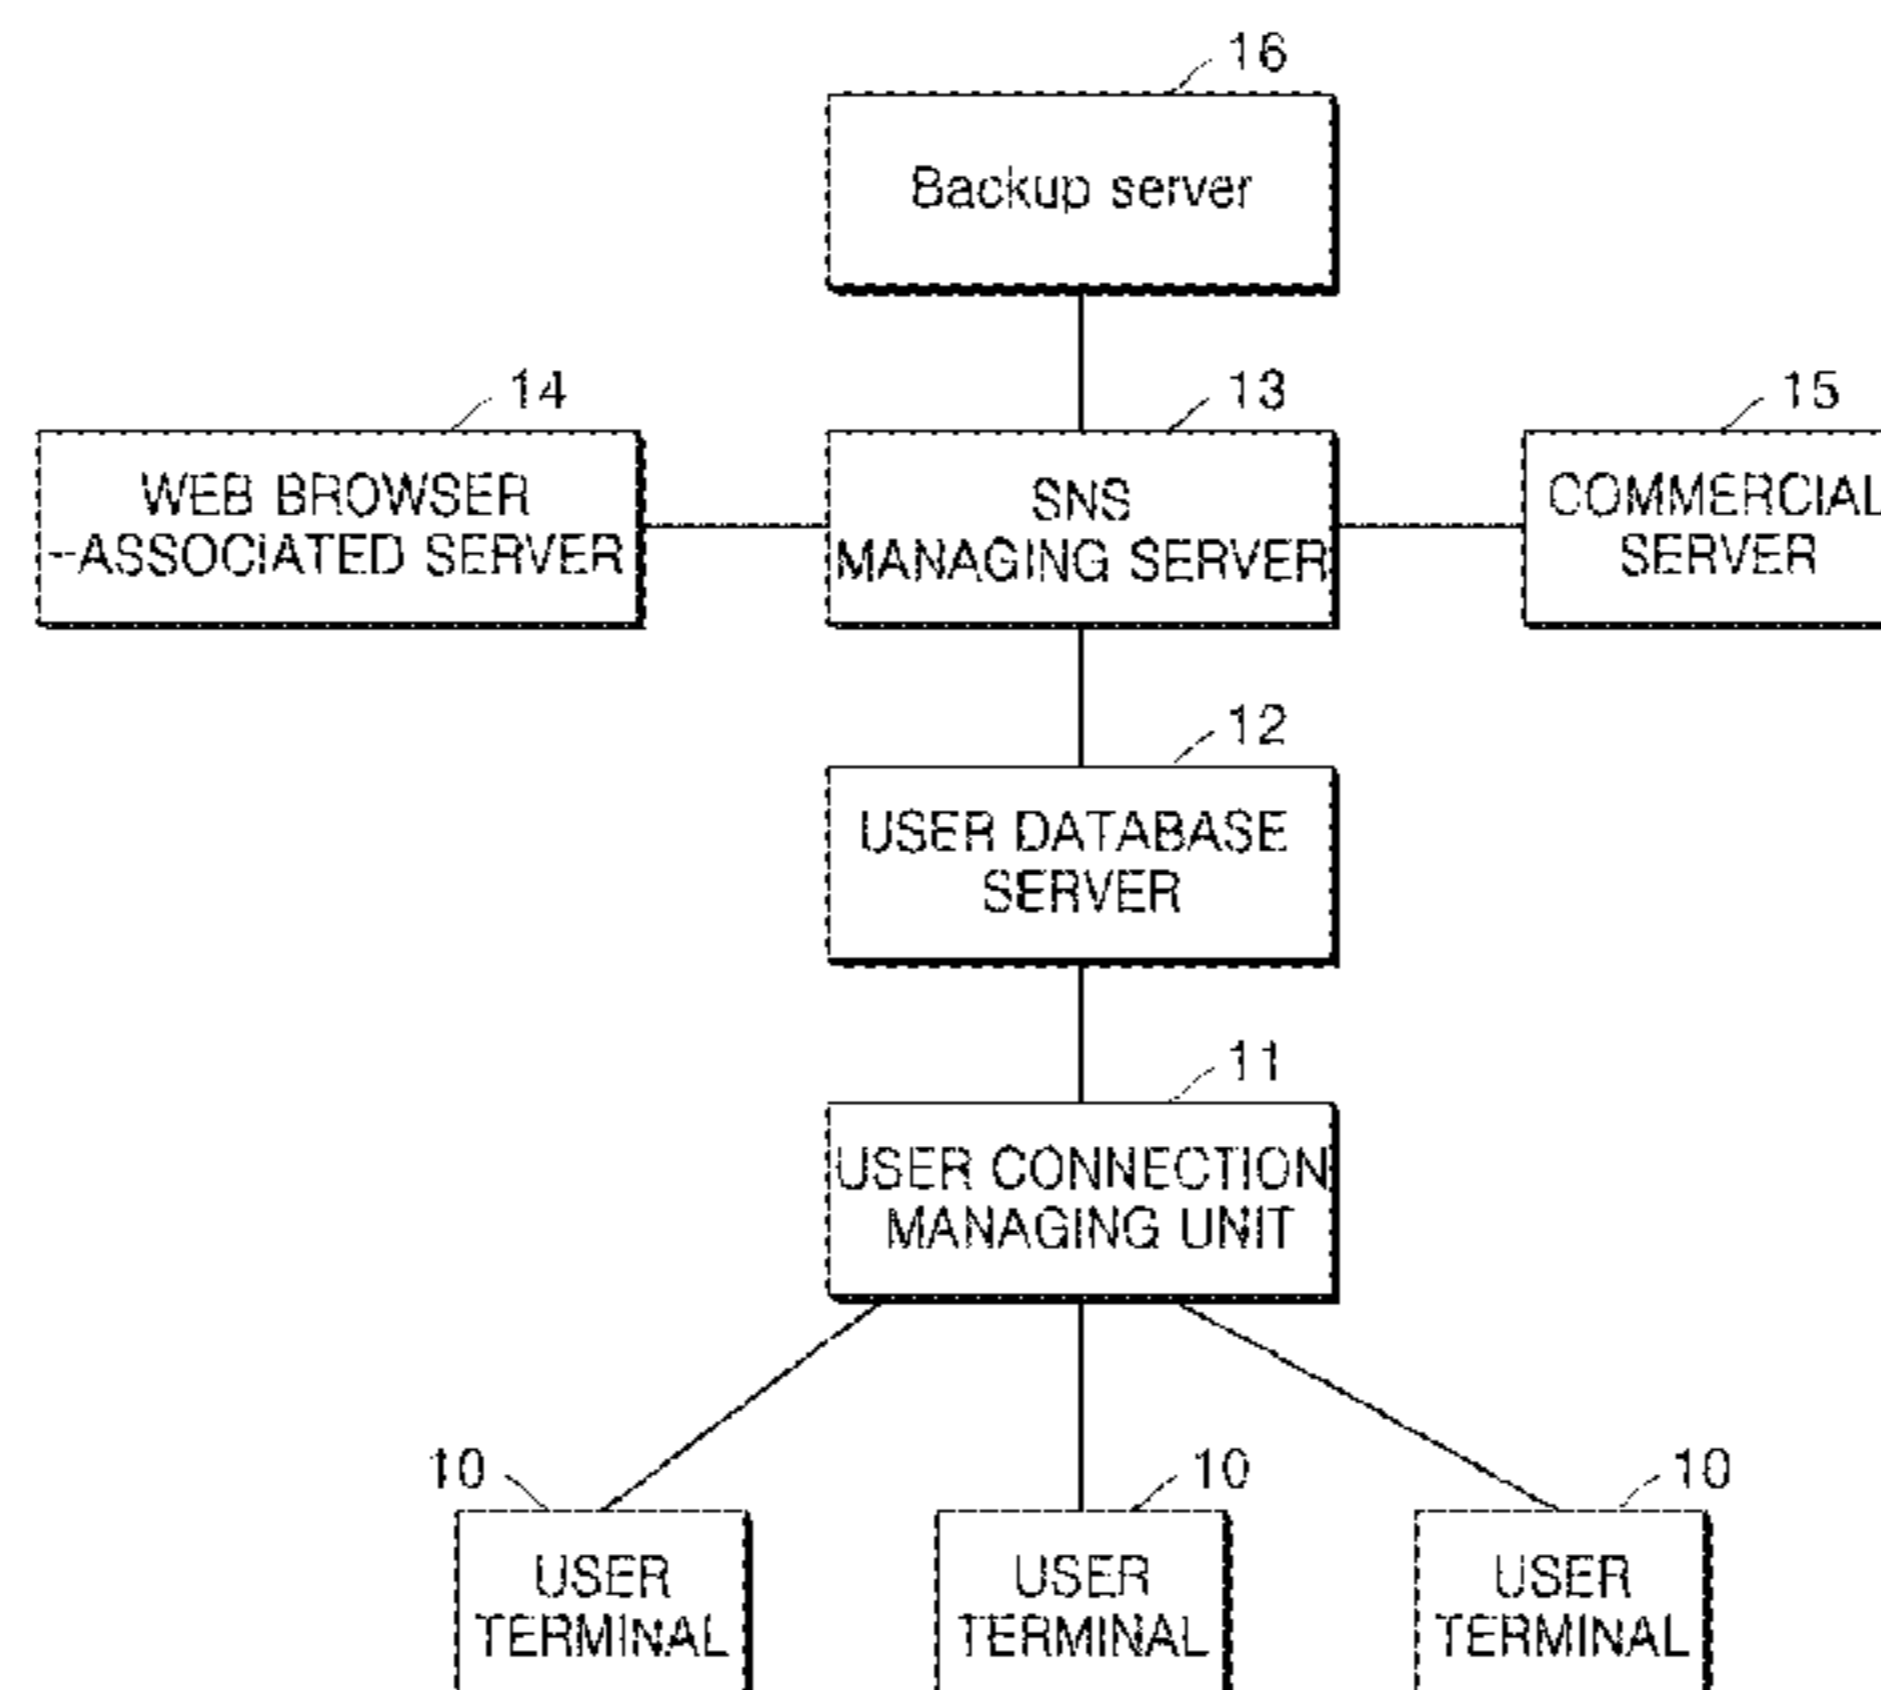 16
Backup server
14
13
15
WEB BROWSER
-ASSOCIATED SERVER
SNS
MANAGING SERVER
COMMERCIAL
SERVER
12
USER DATABASE
SERVER
11
USER CONNECTION
MANAGING UNIT
10
10
10
USER
TERMINAL
USER
TERMINAL
USER
TERMINAL